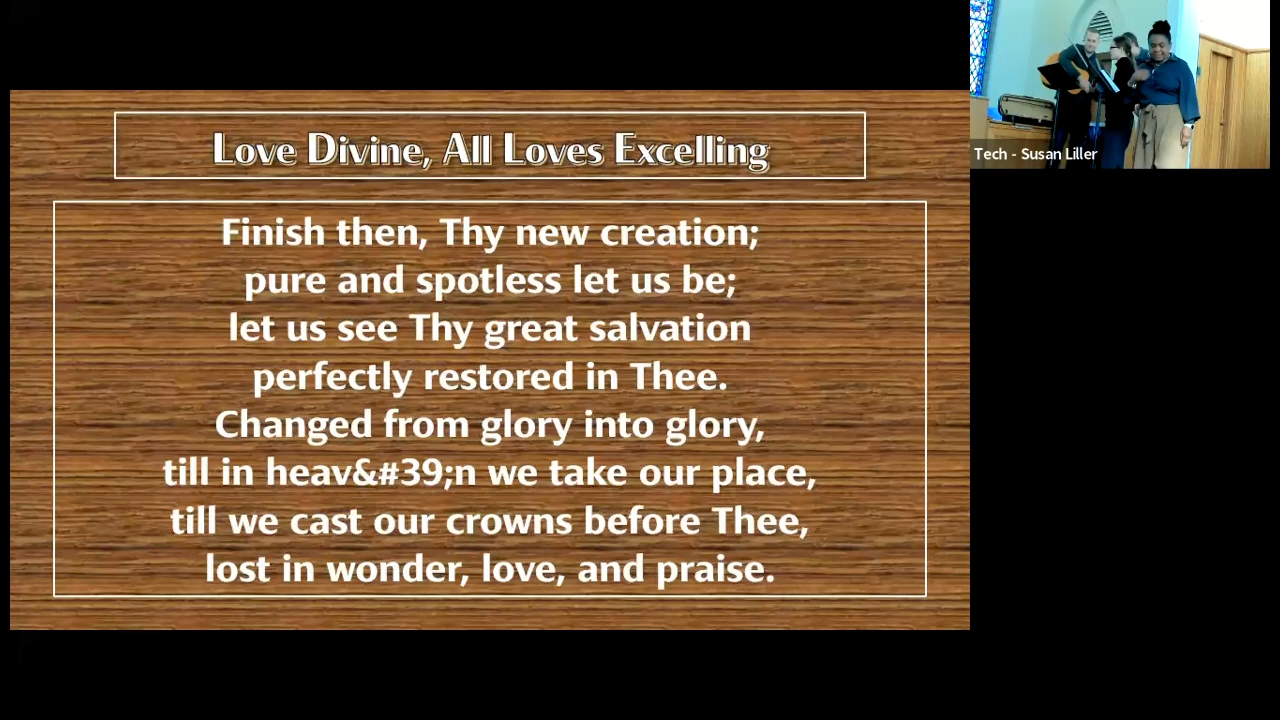 Love Divine, All Loves Excelling
Finish then, Thy new creation;
pure and spotless let us be;
let us see Thy great salvation
perfectly restored in Thee.
Changed from glory into glory,
till in heav&#39;n we take our place,
till we cast our crowns before Thee,
lost in wonder, love, and praise.
Tech - Susan Liller